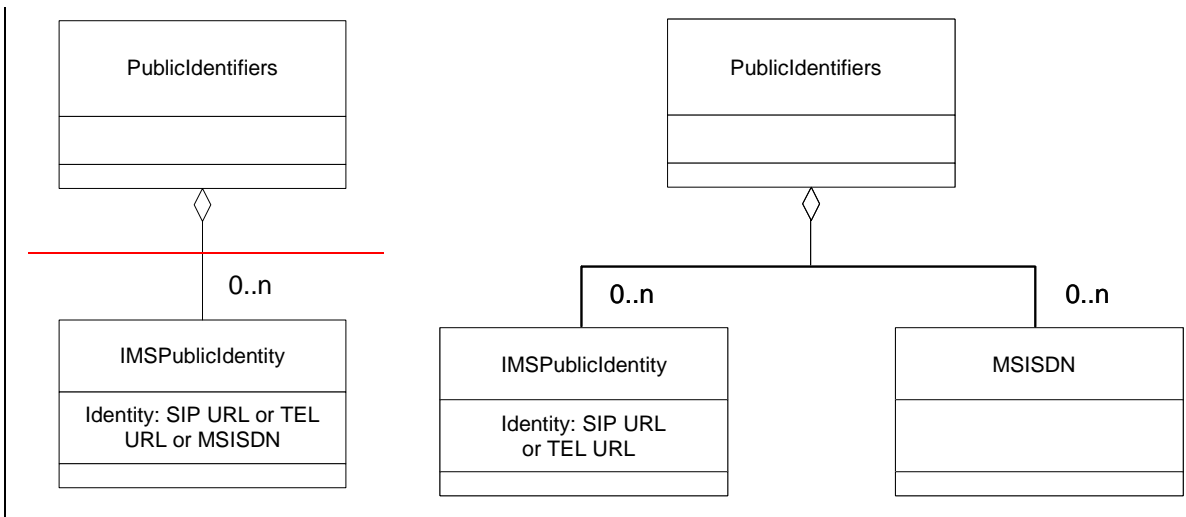 PublicIdentifiers
0..n
IMSPublicIdentity
Identity: SIP URL or TEL
URL or MSISDN
PublicIdentifiers
0..n
0..n
IMSPublicIdentity
Identity: SIP URL
or TEL URL
MSISDN